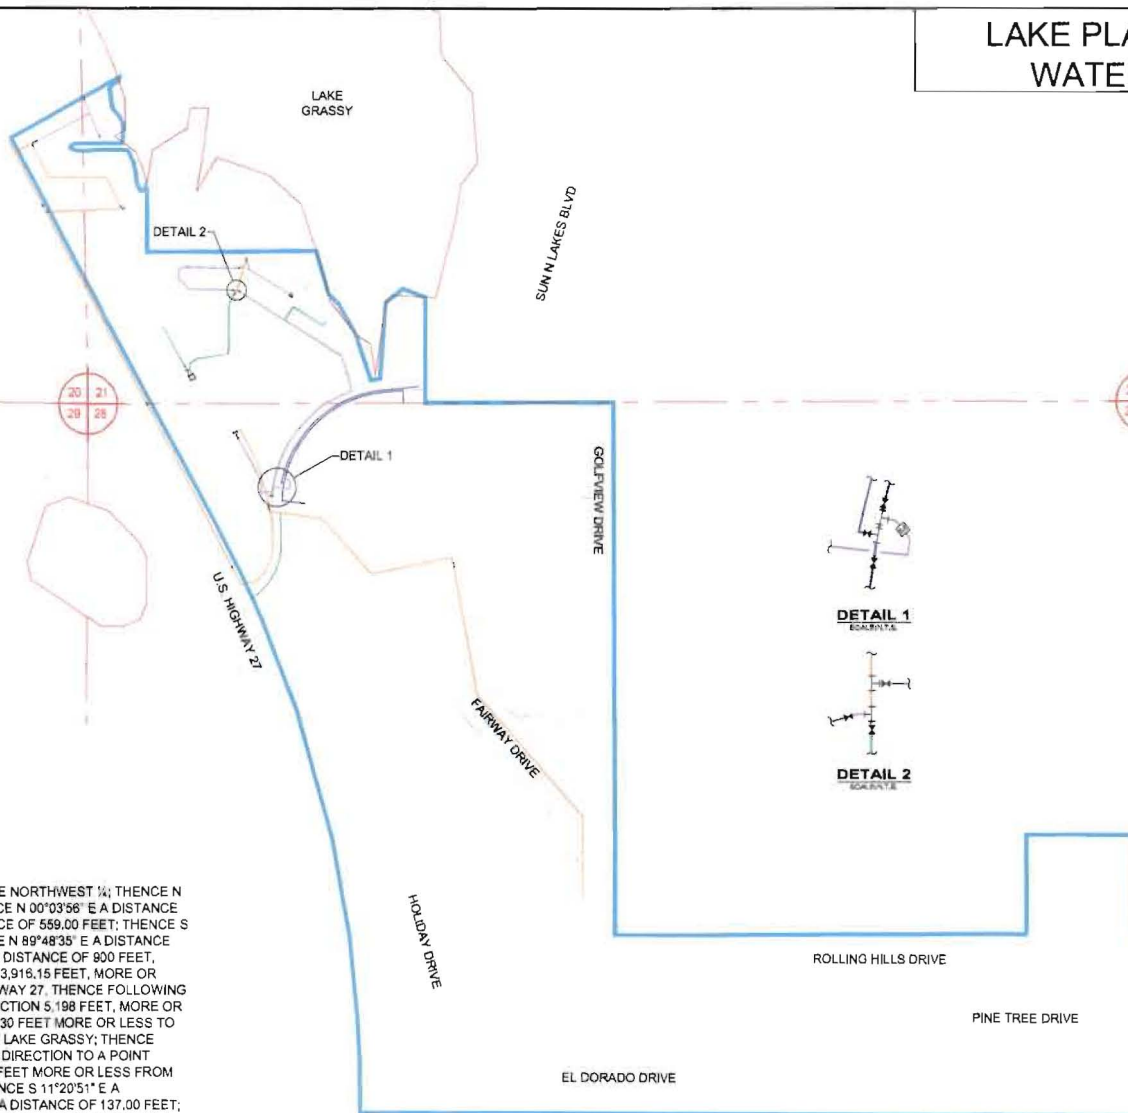 LAKE PLA
WATE
LAKE
GRASSY
SUN N LAKES BLVD
DETAIL 2
20 21
29 28
DETAIL 1
GOLFVIEW DRIVE
U.S. HIGHWAY 27
DETAIL 1
DETAIL 2
FAIRWAY DRIVE
HOLIDAY DRIVE
ROLLING HILLS DRIVE
PINE TREE DRIVE
EL DORADO DRIVE
E NORTHWEST ¼; THENCE N
CE N 00°03'56" E A DISTANCE
CE OF 559.00 FEET; THENCE S
E N 89°48'35" E A DISTANCE
DISTANCE OF 900 FEET,
3,916.15 FEET, MORE OR
WAY 27, THENCE FOLLOWING
CTION 5,198 FEET, MORE OR
30 FEET MORE OR LESS TO
LAKE GRASSY; THENCE
DIRECTION TO A POINT
FEET MORE OR LESS FROM
NCE S 11°20'51" E A
A DISTANCE OF 137.00 FEET;